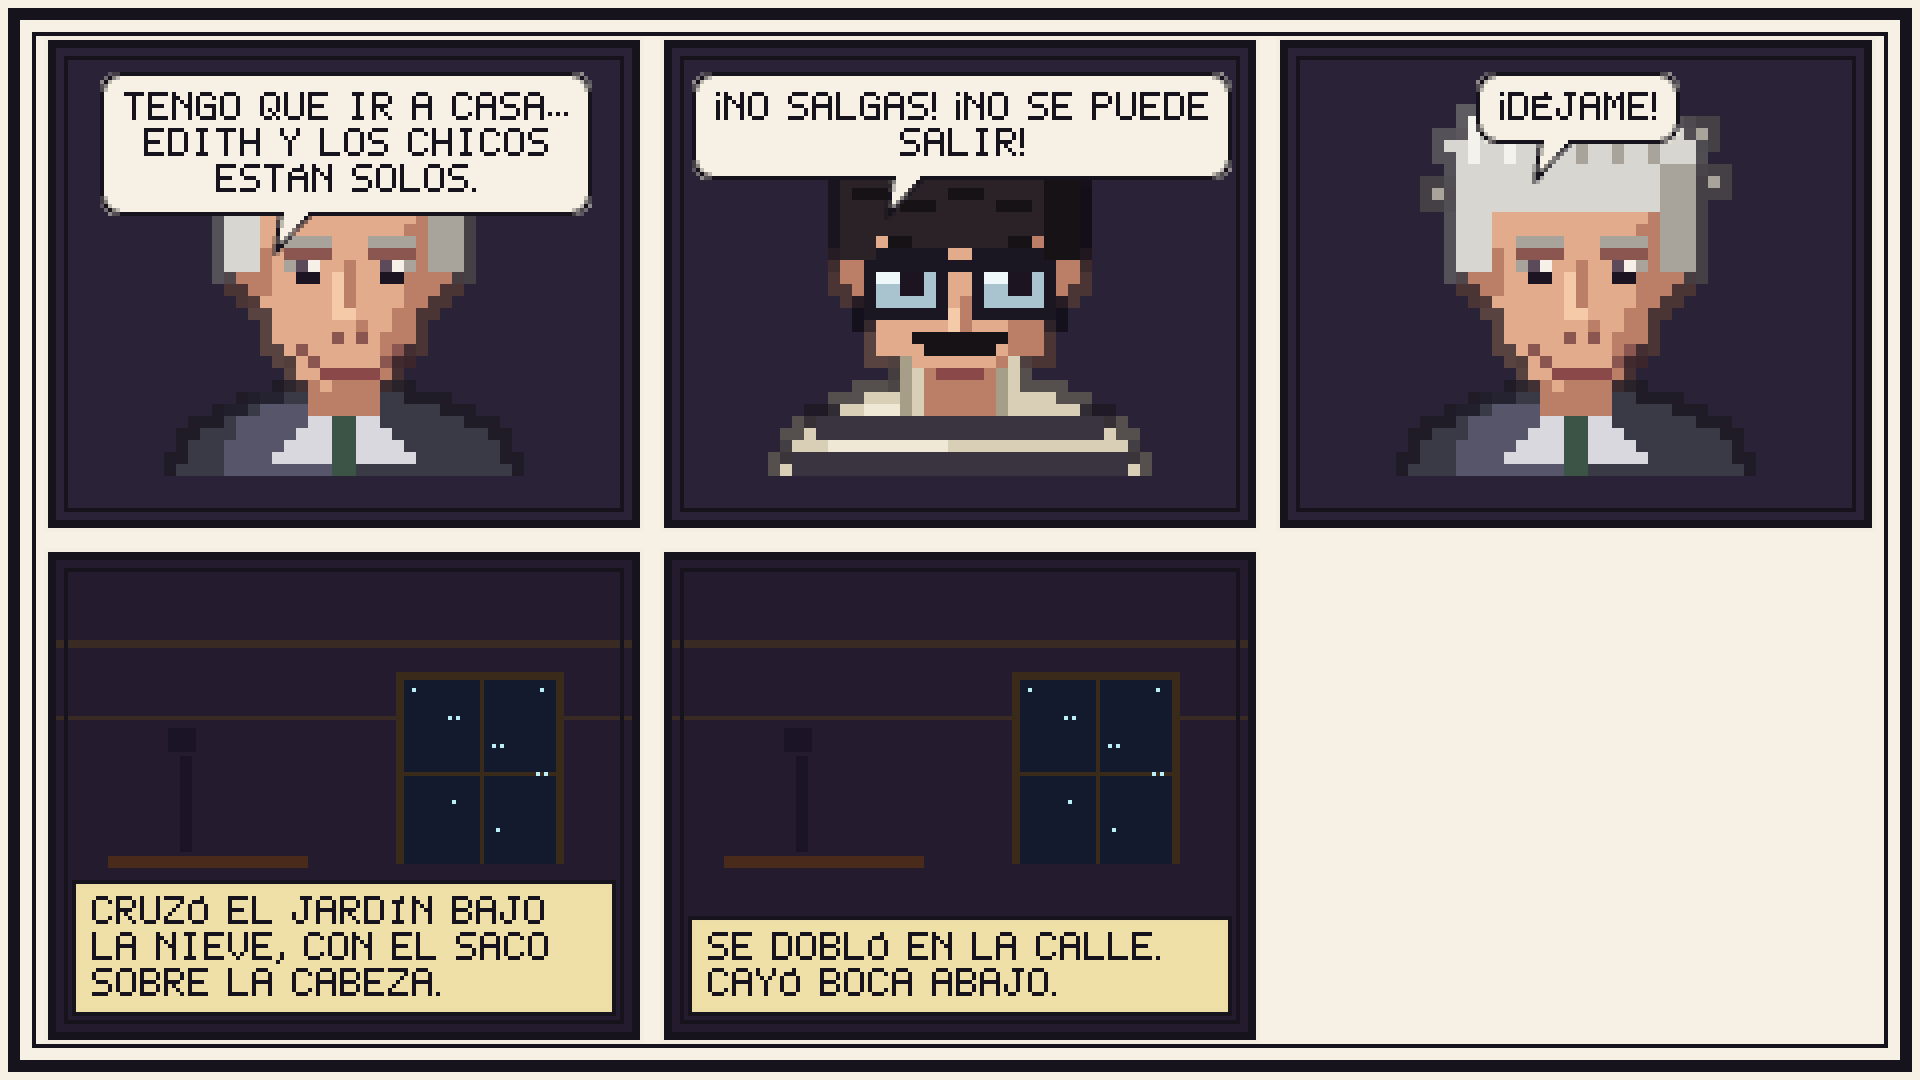 TENGO QUE IR A CASA...
EDITH Y LOS CHICOS
ESTÁN SOLOS.
¡NO SALGAS! ¡NO SE PUEDE
SALIR!
¡DÉJAME!
CRUZÓ EL JARDÍN BAJO
LA NIEVE, CON EL SACO
SOBRE LA CABEZA.
SE DOBLÓ EN LA CALLE.
CAYÓ BOCA ABAJO.